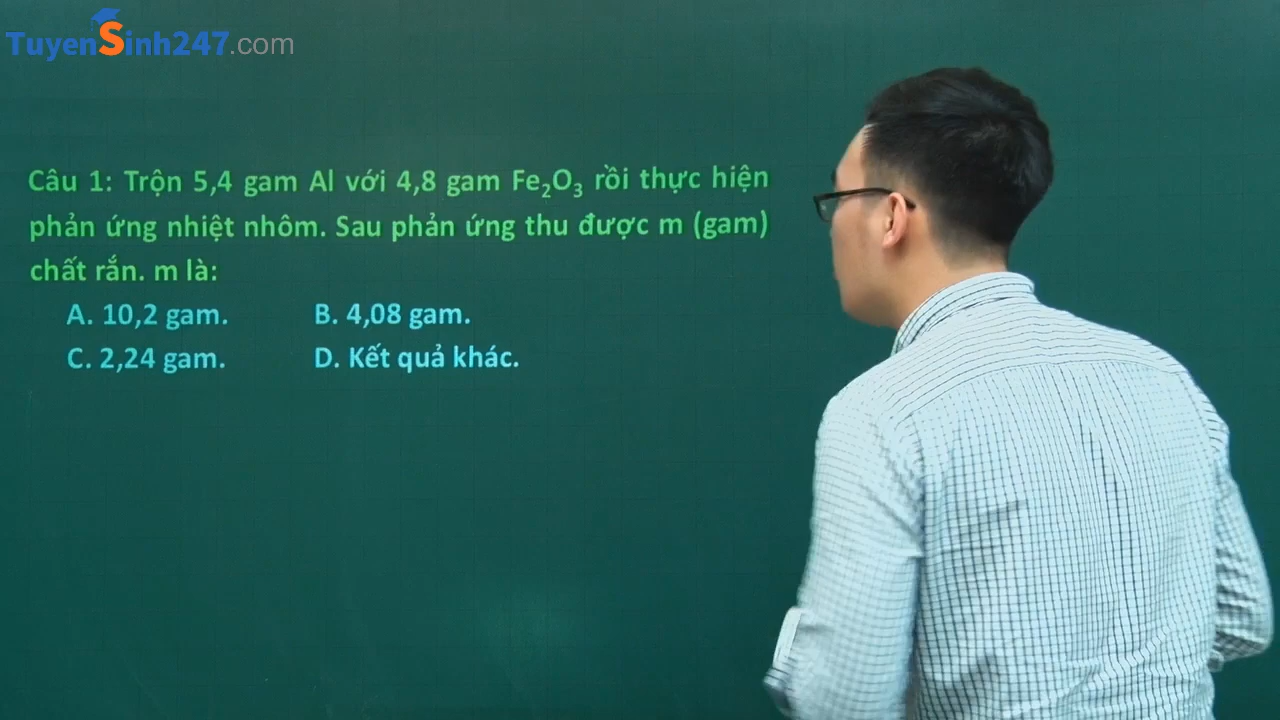 TuyenSinh247.com
Câu 1: Trộn 5,4 gam Al với 4,8 gam Fe₂O₃ rồi thực hiện
phản ứng nhiệt nhôm. Sau phản ứng thu được m (gam)
chất rắn. m là:
A. 10,2 gam. B. 4,08 gam.
C. 2,24 gam. D. Kết quả khác.